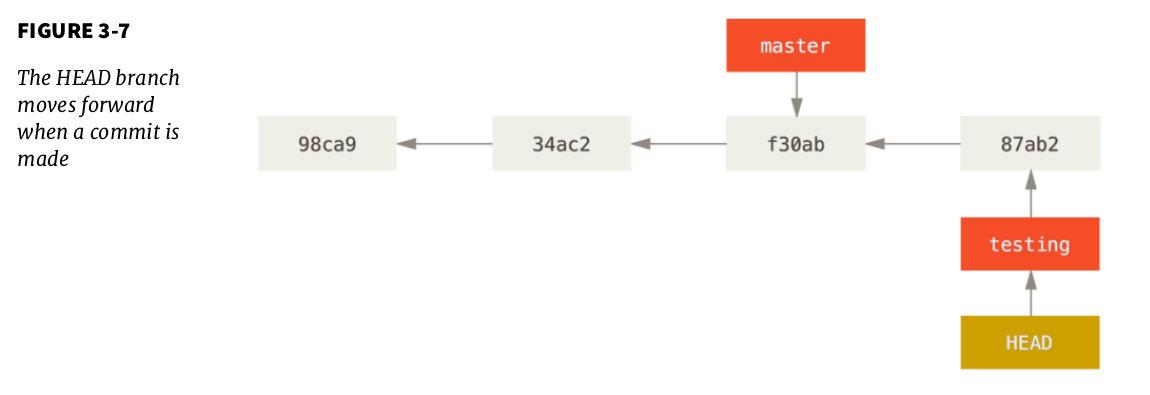 FIGURE 3-7
The HEAD branch
moves forward
when a commit is
made
master
98ca9
34ac2
f30ab
87ab2
testing
HEAD